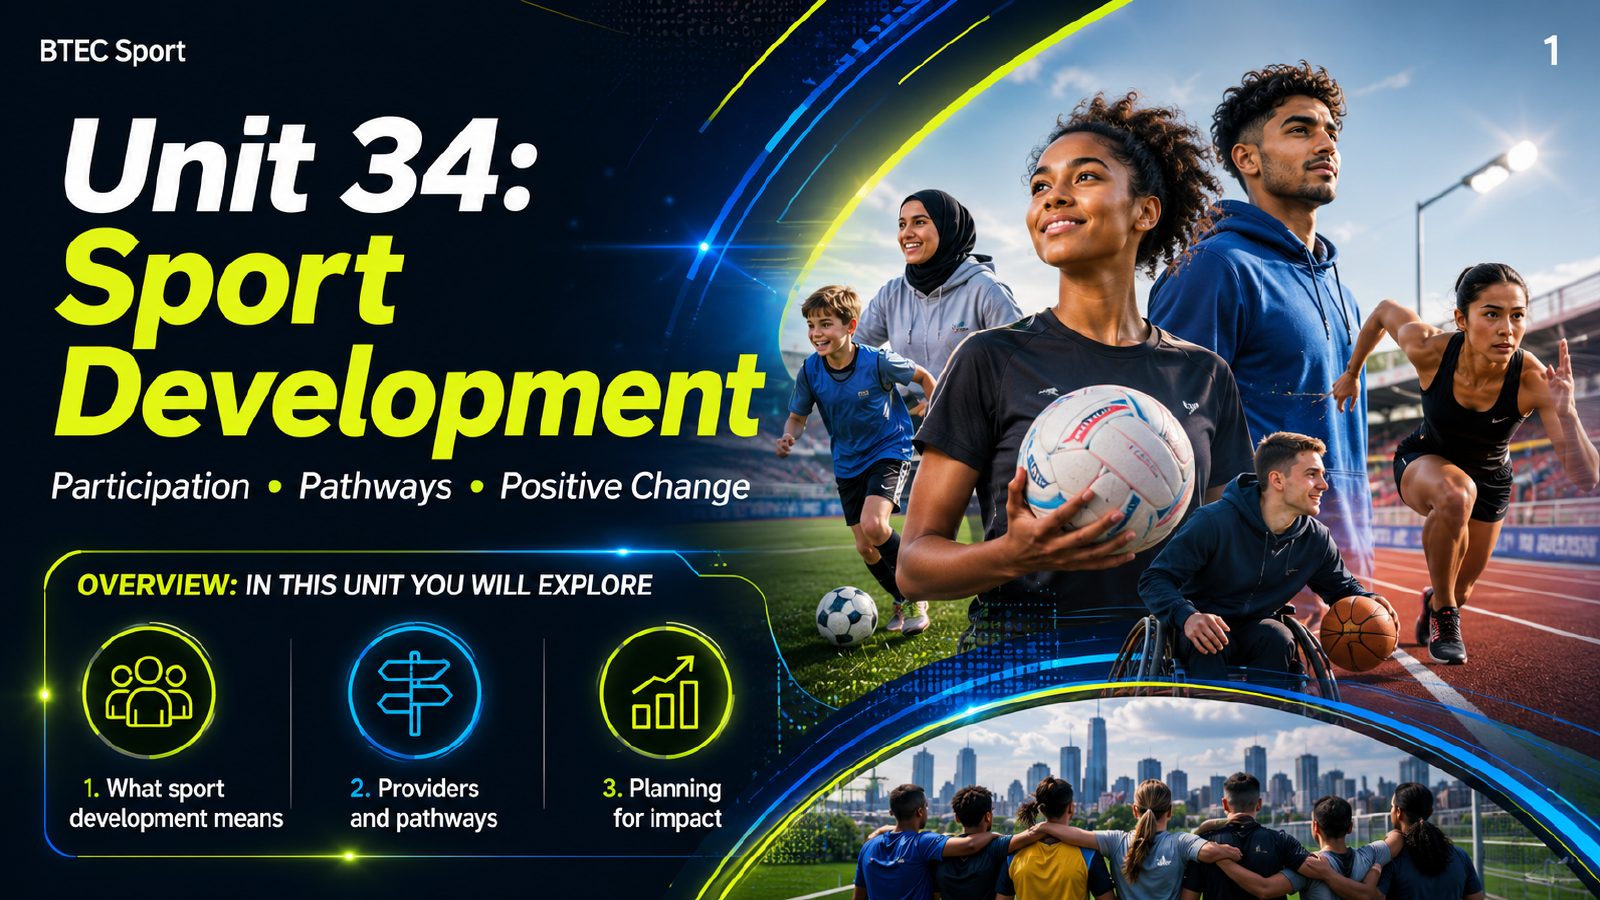 BTEC Sport
1
Unit 34:
Sport
Development
Participation • Pathways • Positive Change
OVERVIEW: IN THIS UNIT YOU WILL EXPLORE
1. What sport
development means
2. Providers
and pathways
3. Planning
for impact